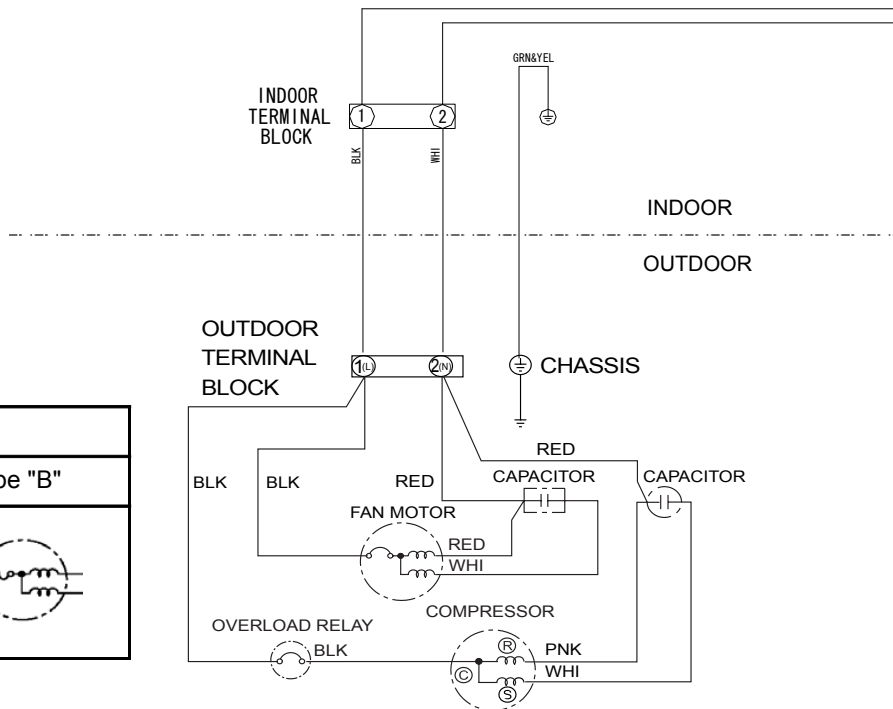 GRN&YEL
INDOOR
TERMINAL
BLOCK
1
2
BLK
WHI
INDOOR
OUTDOOR
OUTDOOR
TERMINAL
BLOCK
1(L)
2(N)
CHASSIS
RED
BLK
BLK
RED
CAPACITOR
CAPACITOR
FAN MOTOR
RED
WHI
"B"
COMPRESSOR
OVERLOAD RELAY
BLK
R
PNK
C
WHI
S